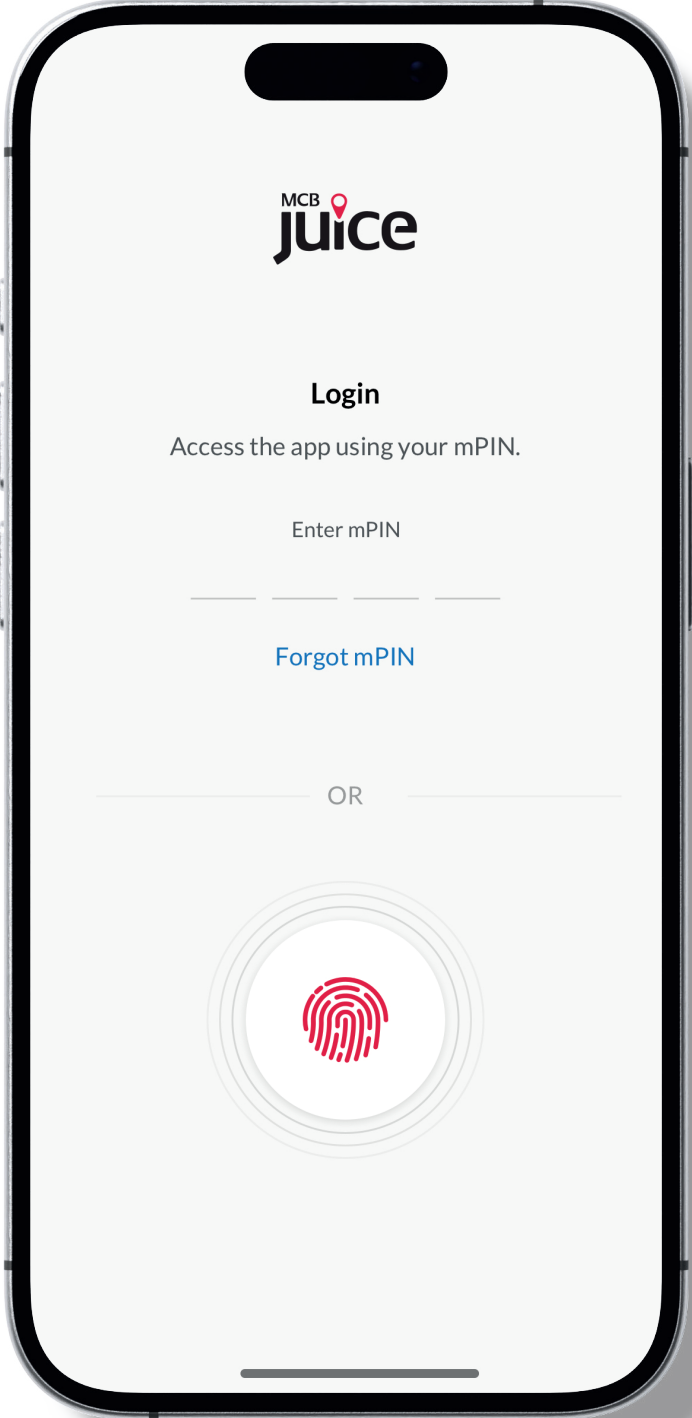 MCB
juice
Login
Access the app using your mPIN.
Enter mPIN
Forgot mPIN
OR